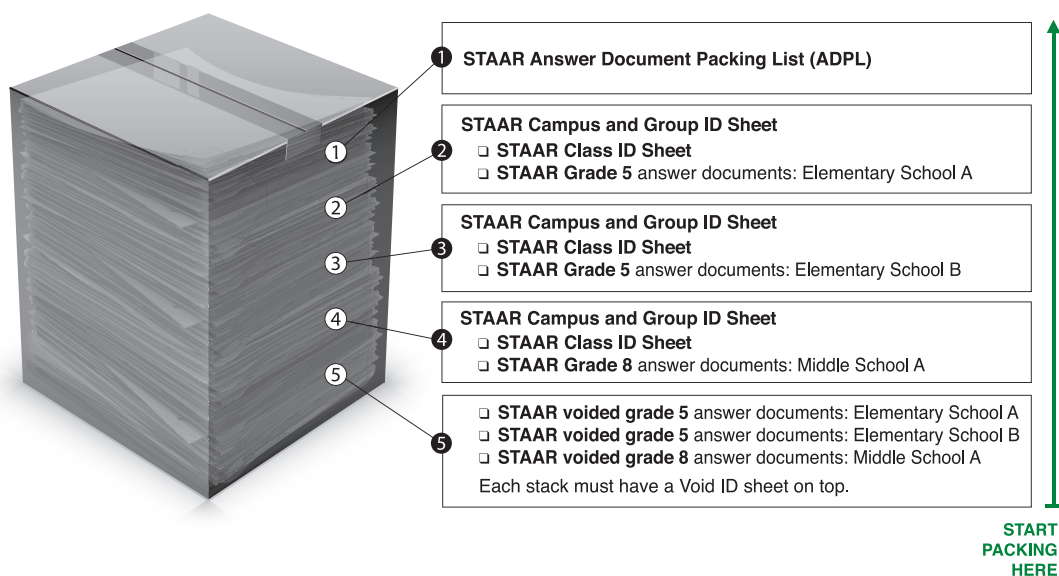 1 1 STAAR Answer Document Packing List (ADPL)
2 2 STAAR Campus and Group ID Sheet
❑ STAAR Class ID Sheet
❑ STAAR Grade 5 answer documents: Elementary School A
3 3 STAAR Campus and Group ID Sheet
❑ STAAR Class ID Sheet
❑ STAAR Grade 5 answer documents: Elementary School B
4 4 STAAR Campus and Group ID Sheet
❑ STAAR Class ID Sheet
❑ STAAR Grade 8 answer documents: Middle School A
5 5 ❑ STAAR voided grade 5 answer documents: Elementary School A
❑ STAAR voided grade 5 answer documents: Elementary School B
❑ STAAR voided grade 8 answer documents: Middle School A
Each stack must have a Void ID sheet on top.
START
PACKING
HERE